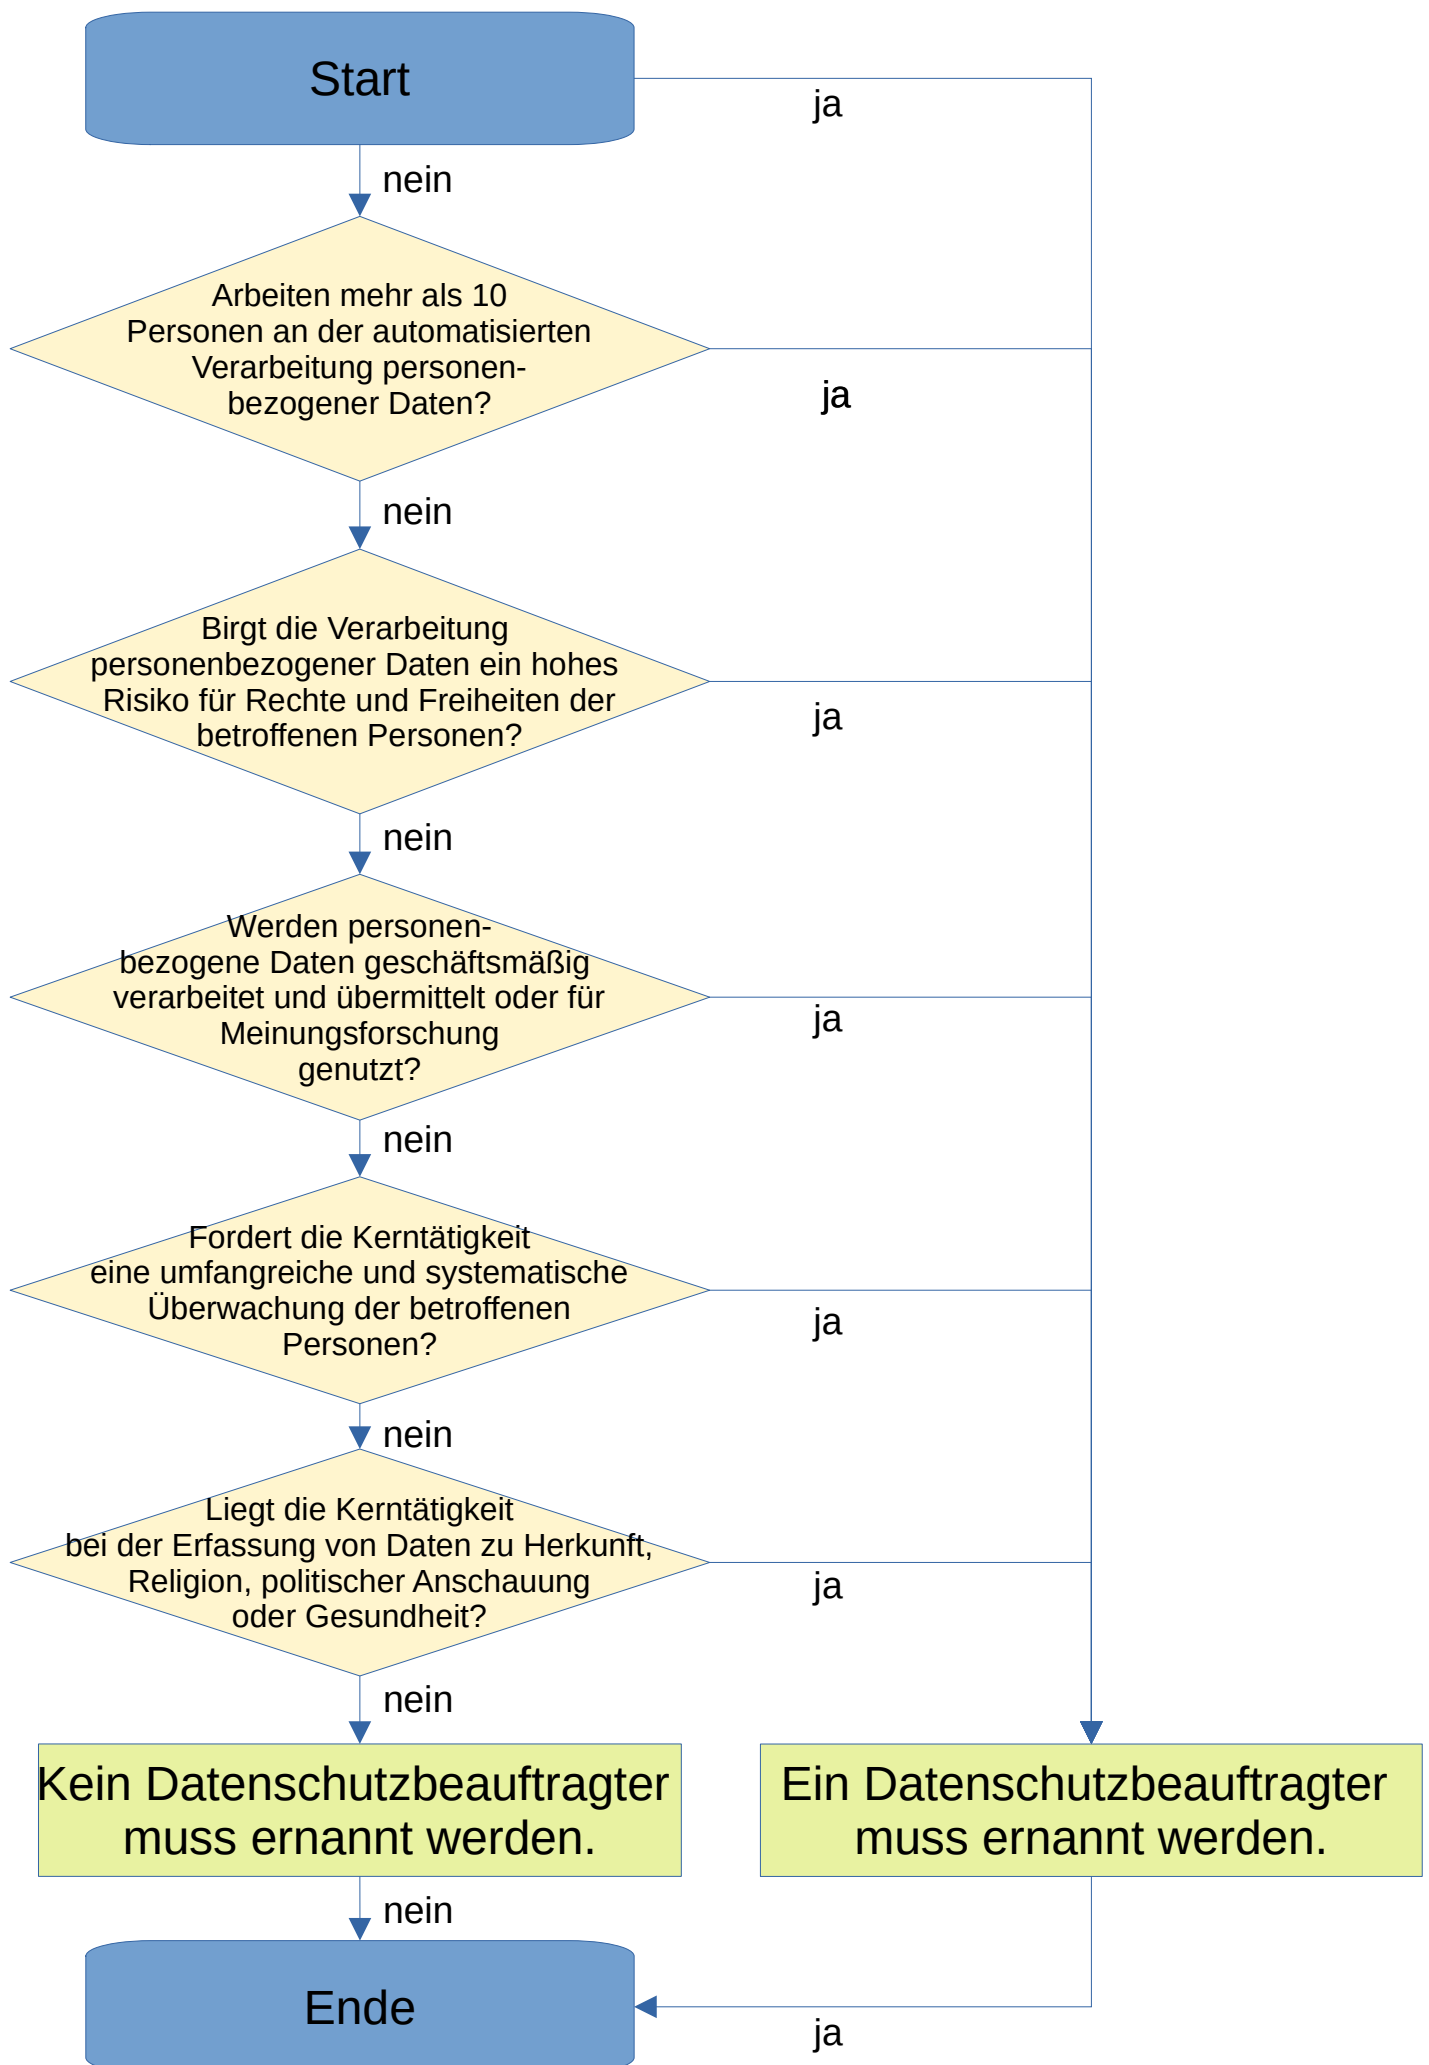 Start
ja
nein
Arbeiten mehr als 10
Personen an der automatisierten
Verarbeitung personen-
bezogener Daten?
ja
nein
Birgt die Verarbeitung
personenbezogener Daten ein hohes
Risiko für Rechte und Freiheiten der
betroffenen Personen?
ja
nein
Werden personen-
bezogene Daten geschäftsmäßig
verarbeitet und übermittelt oder für
Meinungsforschung
genutzt?
ja
nein
Fordert die Kerntätigkeit
eine umfangreiche und systematische
Überwachung der betroffenen
Personen?
ja
nein
Liegt die Kerntätigkeit
bei der Erfassung von Daten zu Herkunft,
Religion, politischer Anschauung
oder Gesundheit?
ja
nein
Kein Datenschutzbeauftragter
muss ernannt werden.
Ein Datenschutzbeauftragter
muss ernannt werden.
nein
Ende
ja